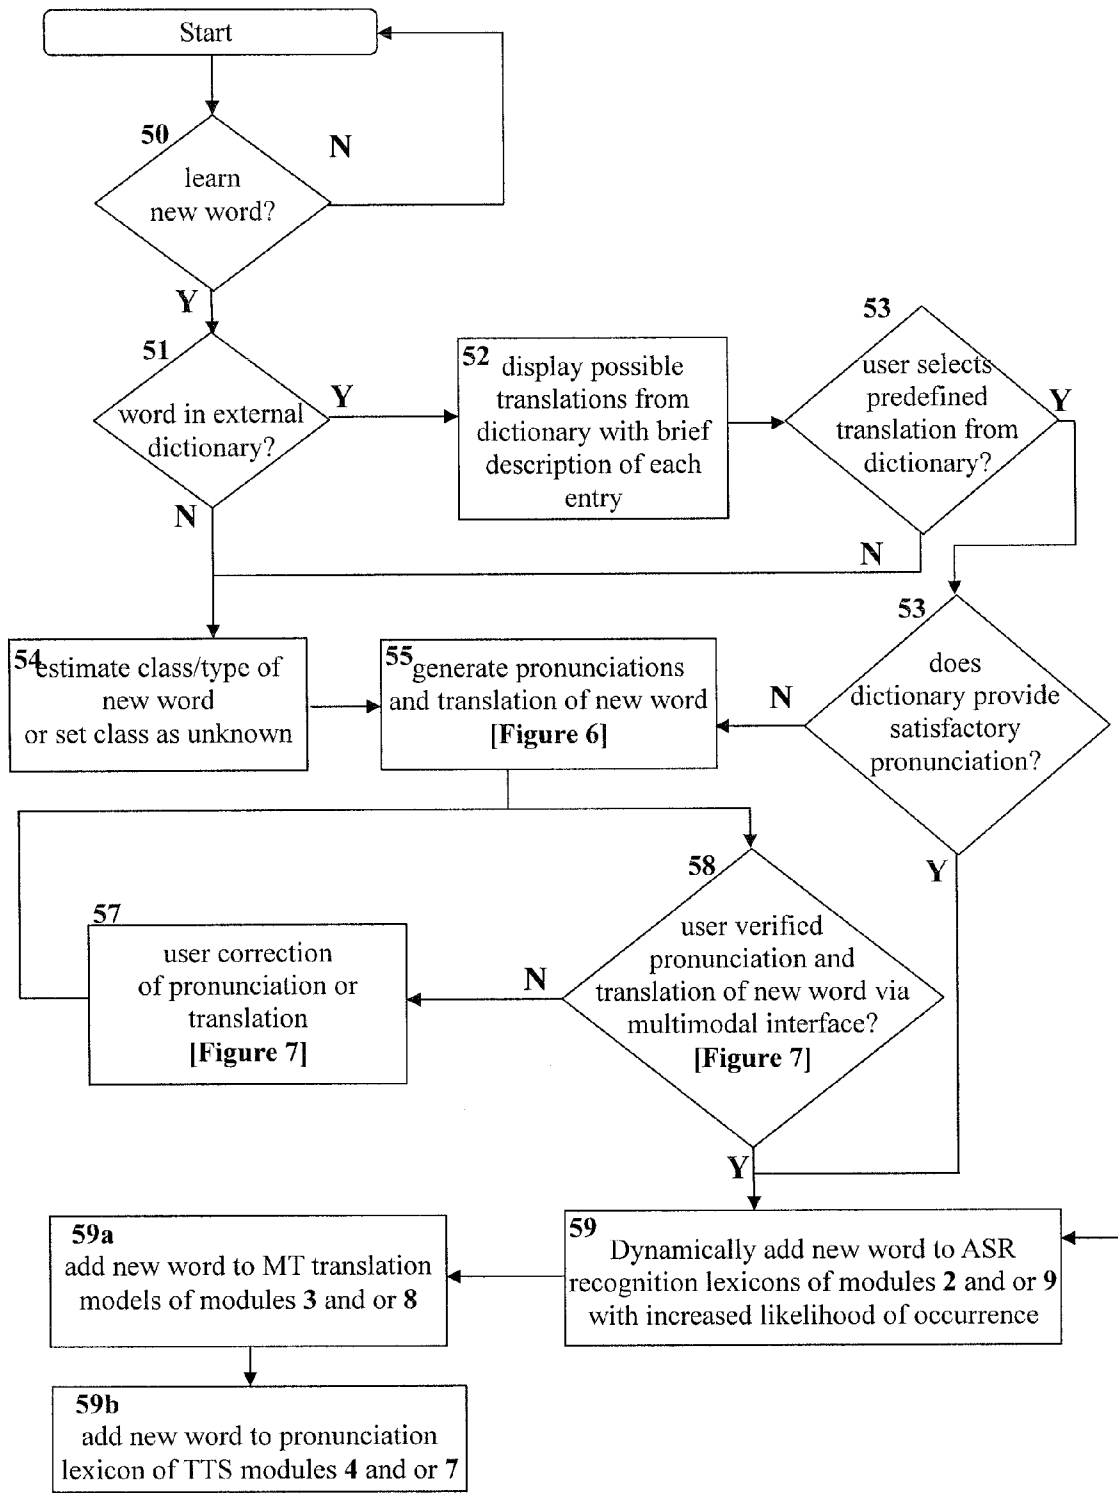 Start
50
N
learn
new word?
Y
51
word in external
dictionary?
Y
N
52
display possible
translations from
dictionary with brief
description of each
entry
53
user selects
predefined
translation from
dictionary?
Y
N
54
estimate class/type of
new word
or set class as unknown
55
generate pronunciations
and translation of new word
[Figure 6]
53
does
dictionary provide
satisfactory
pronunciation?
N
Y
57
user correction
of pronunciation or
translation
[Figure 7]
58
user verified
pronunciation and
translation of new word via
multimodal interface?
[Figure 7]
N
Y
59
Dynamically add new word to ASR
recognition lexicons of modules 2 and or 9
with increased likelihood of occurrence
59a
add new word to MT translation
models of modules 3 and or 8
59b
add new word to pronunciation
lexicon of TTS modules 4 and or 7